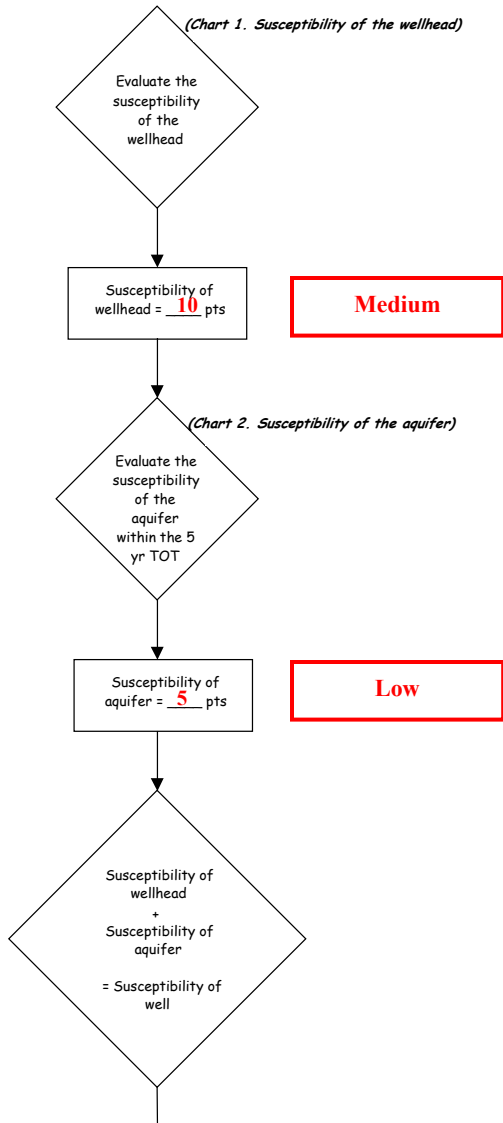 (Chart 1. Susceptibility of the wellhead)
Evaluate the
susceptibility
of the
wellhead
Susceptibility of
wellhead = __10__ pts
Medium
(Chart 2. Susceptibility of the aquifer)
Evaluate the
susceptibility
of the
aquifer
within the 5
yr TOT
Susceptibility of
aquifer = __5__ pts
Low
Susceptibility of
wellhead
+
Susceptibility of
aquifer
= Susceptibility of
well